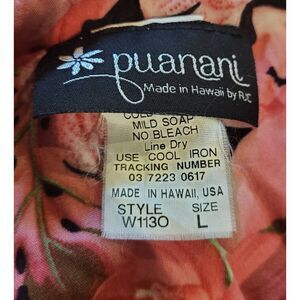 puanani
Made in Hawaii by RJC
COLD
MILD SOAP
NO BLEACH
Line Dry
USE COOL IRON
TRACKING NUMBER
03 7223 0617
MADE IN HAWAII, USA
STYLE SIZE
W1130 L